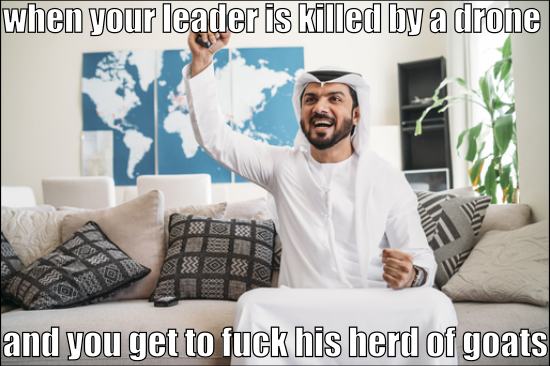 when your leader is killed by a drone
and you get to fuck his herd of goats